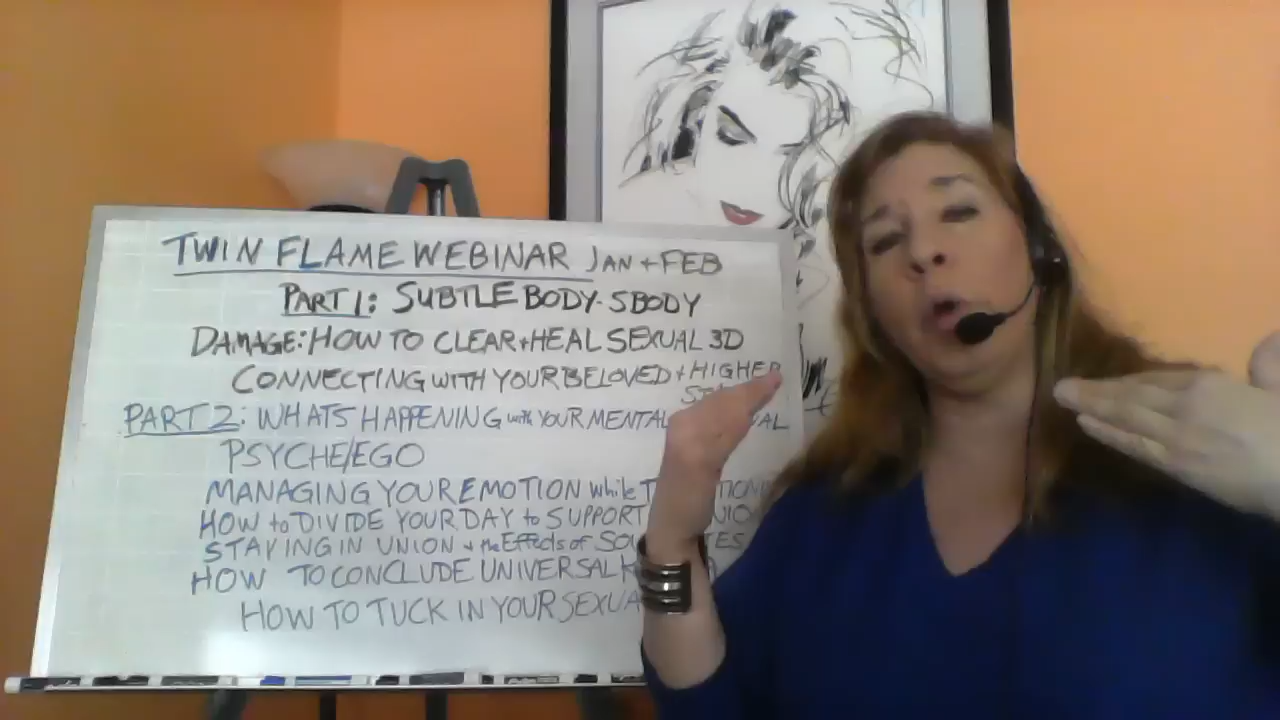 TWIN FLAME WEBINAR JAN + FEB
PART 1: SUBTLE BODY - SBODY
DAMAGE: HOW TO CLEAR + HEAL SEXUAL 3D
CONNECTING WITH YOUR BELOVED + HIGHER
PART 2: WHATS HAPPENING with YOUR MENTAL
PSYCHE/EGO
MANAGING YOUR EMOTION while
HOW to DIVIDE YOUR DAY to SUPPORT
STAYING IN UNION + the Effects of
HOW TO CONCLUDE UNIVERSAL
HOW TO TUCK IN YOUR